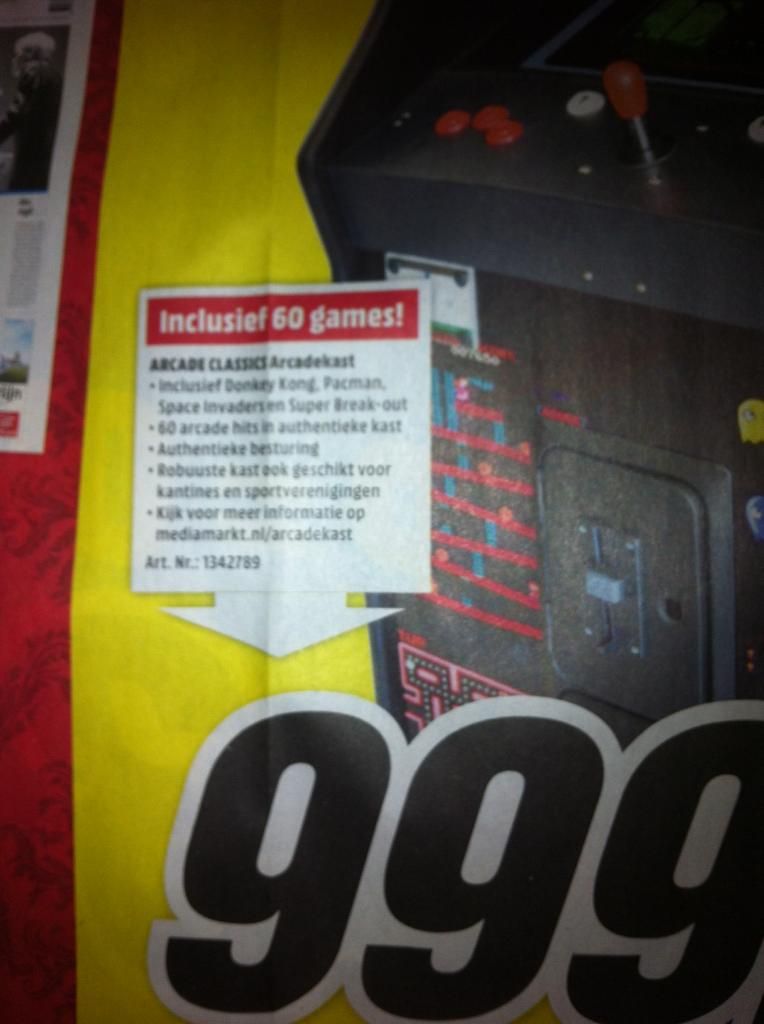 Inclusief 60 games!
ARCADE CLASSICS Arcadekast
• Inclusief Donkey Kong, Pacman,
Space Invaders en Super Break-out
• 60 arcade hits in authentieke kast
• Authentieke besturing
• Robuuste kast ook geschikt voor
kantines en sportverenigingen
• Kijk voor meer informatie op
mediamarkt.nl/arcadekast
Art. Nr.: 1342789
999